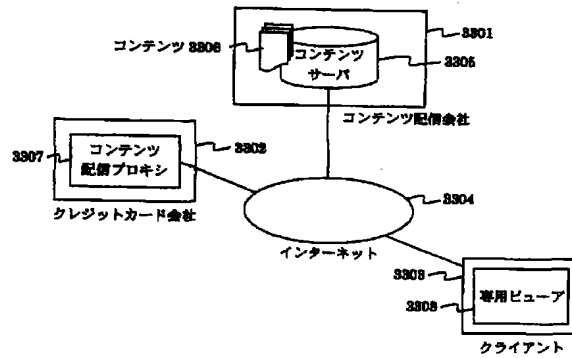 コンテンツ 3306
コンテンツ
サーバ
3301
3305
コンテンツ配信会社
3307
コンテンツ
配信プロキシ
3302
クレジットカード会社
3304
インターネット
3303
3308
専用ビューア
クライアント